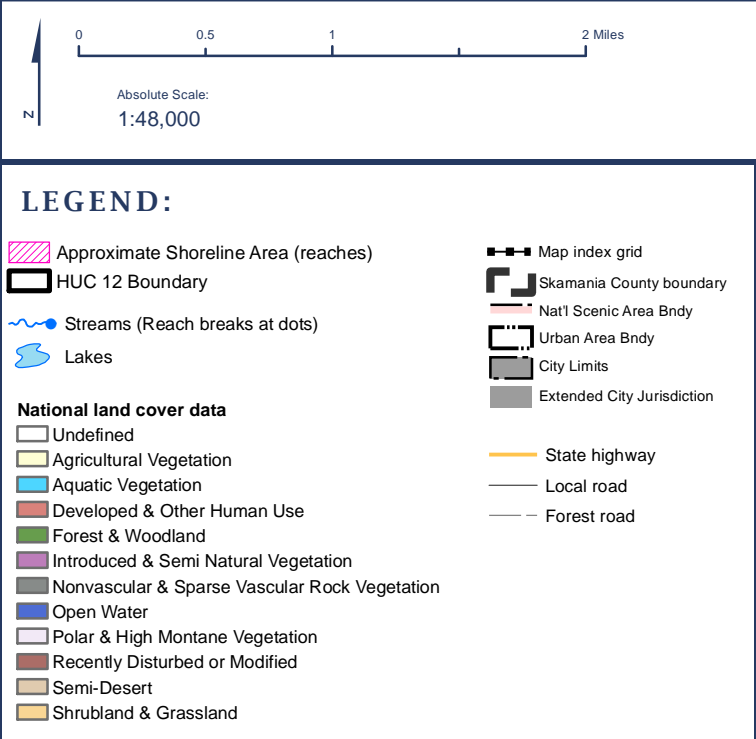 0 0.5 1 2 Miles
Absolute Scale:
1:48,000
N
LEGEND:
Approximate Shoreline Area (reaches)
HUC 12 Boundary
Streams (Reach breaks at dots)
Lakes
National land cover data
Undefined
Agricultural Vegetation
Aquatic Vegetation
Developed & Other Human Use
Forest & Woodland
Introduced & Semi Natural Vegetation
Nonvascular & Sparse Vascular Rock Vegetation
Open Water
Polar & High Montane Vegetation
Recently Disturbed or Modified
Semi-Desert
Shrubland & Grassland
Map index grid
Skamania County boundary
Nat'l Scenic Area Bndy
Urban Area Bndy
City Limits
Extended City Jurisdiction
State highway
Local road
Forest road